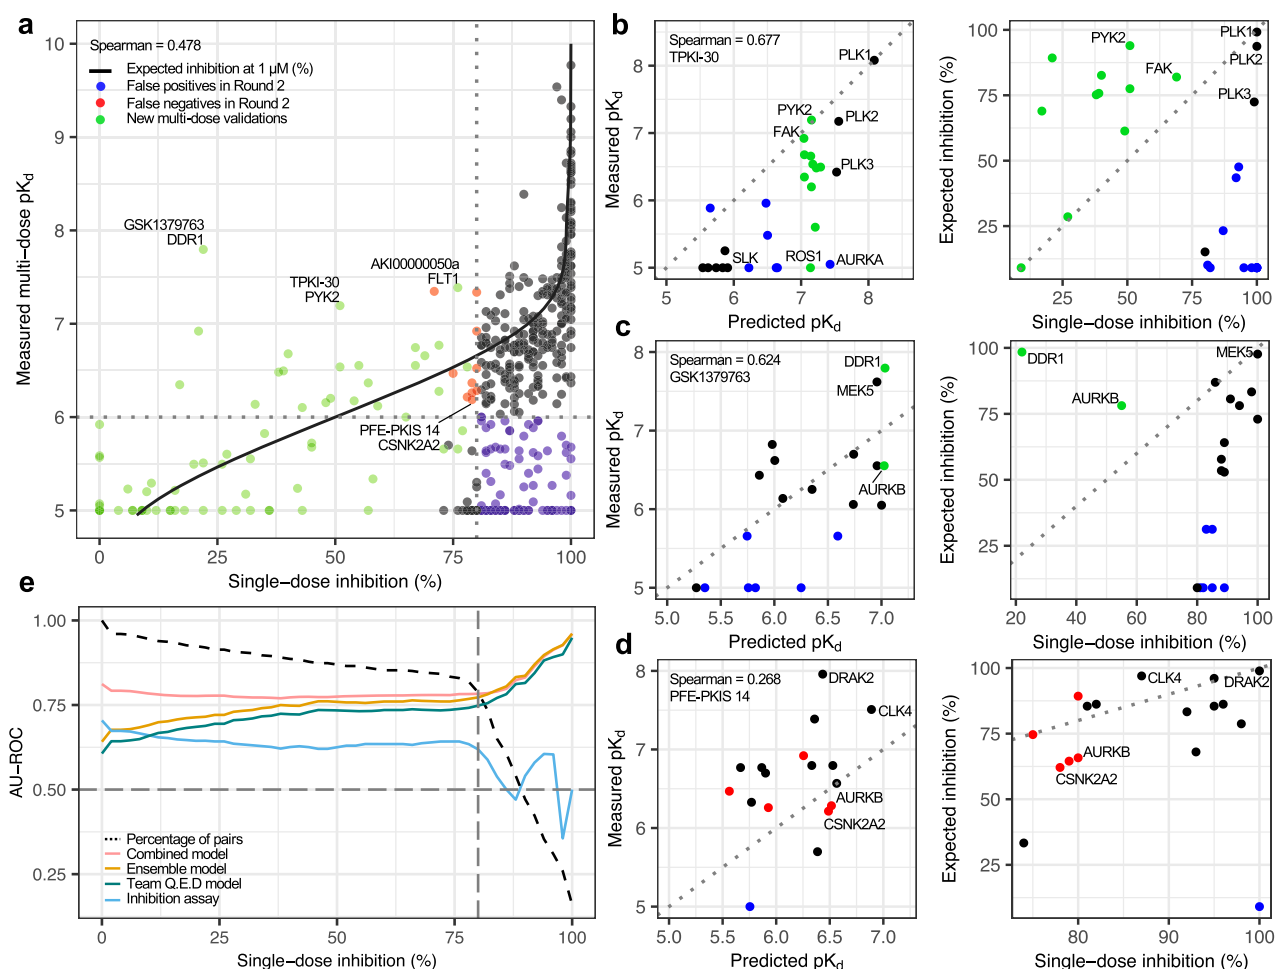 a
Spearman = 0.478
Expected inhibition at 1 µM (%)
False positives in Round 2
False negatives in Round 2
New multi−dose validations
GSK1379763
DDR1
TPKI-30
PYK2
AKI00000050a
FLT1
PFE-PKIS 14
CSNK2A2
10
9
8
7
6
5
Measured multi−dose pKd
0
25
50
75
100
Single−dose inhibition (%)
b
Spearman = 0.677
TPKI-30
PLK1
PYK2
PLK2
FAK
PLK3
SLK
ROS1
AURKA
8
7
6
5
Measured pKd
5
6
7
8
Predicted pKd
PYK2
PLK1
FAK
PLK2
PLK3
100
75
50
25
Expected inhibition (%)
25
50
75
100
Single−dose inhibition (%)
c
Spearman = 0.624
GSK1379763
DDR1
MEK5
AURKB
8
7
6
5
Measured pKd
5.0
5.5
6.0
6.5
7.0
Predicted pKd
DDR1
MEK5
AURKB
100
75
50
25
Expected inhibition (%)
20
40
60
80
100
Single−dose inhibition (%)
d
Spearman = 0.268
PFE-PKIS 14
DRAK2
CLK4
AURKB
CSNK2A2
8
7
6
5
Measured pKd
5.0
5.5
6.0
6.5
7.0
Predicted pKd
CLK4
DRAK2
AURKB
CSNK2A2
100
75
50
25
Expected inhibition (%)
80
90
100
Single−dose inhibition (%)
e
1.00
0.75
0.50
0.25
AU−ROC
Percentage of pairs
Combined model
Ensemble model
Team Q.E.D model
Inhibition assay
0
25
50
75
100
Single−dose inhibition (%)